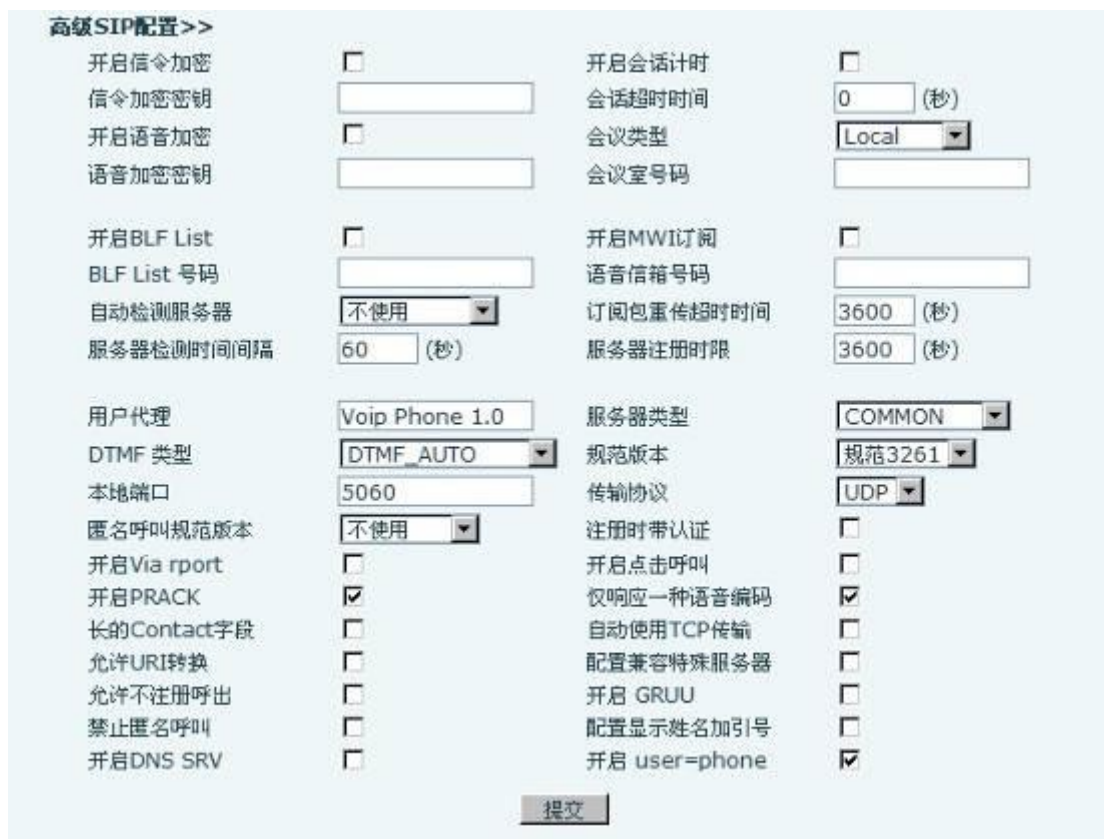 高级SIP配置>>
开启信令加密 开启会话计时
信令加密密钥 会话超时时间 0 (秒)
开启语音加密 会议类型 Local
语音加密密钥 会议室号码
开启BLF List 开启MWI订阅
BLF List 号码 语音信箱号码
自动检测服务器 不使用 订阅包重传超时时间 3600 (秒)
服务器检测时间间隔 60 (秒) 服务器注册时限 3600 (秒)
用户代理 Voip Phone 1.0 服务器类型 COMMON
DTMF 类型 DTMF_AUTO 规范版本 规范3261
本地端口 5060 传输协议 UDP
匿名呼叫规范版本 不使用 注册时带认证
开启Via rport 开启点击呼叫
开启PRACK 仅响应一种语音编码
长的Contact字段 自动使用TCP传输
允许URI转换 配置兼容特殊服务器
允许不注册呼出 开启 GRUU
禁止匿名呼叫 配置显示姓名加引号
开启DNS SRV 开启 user=phone
提交